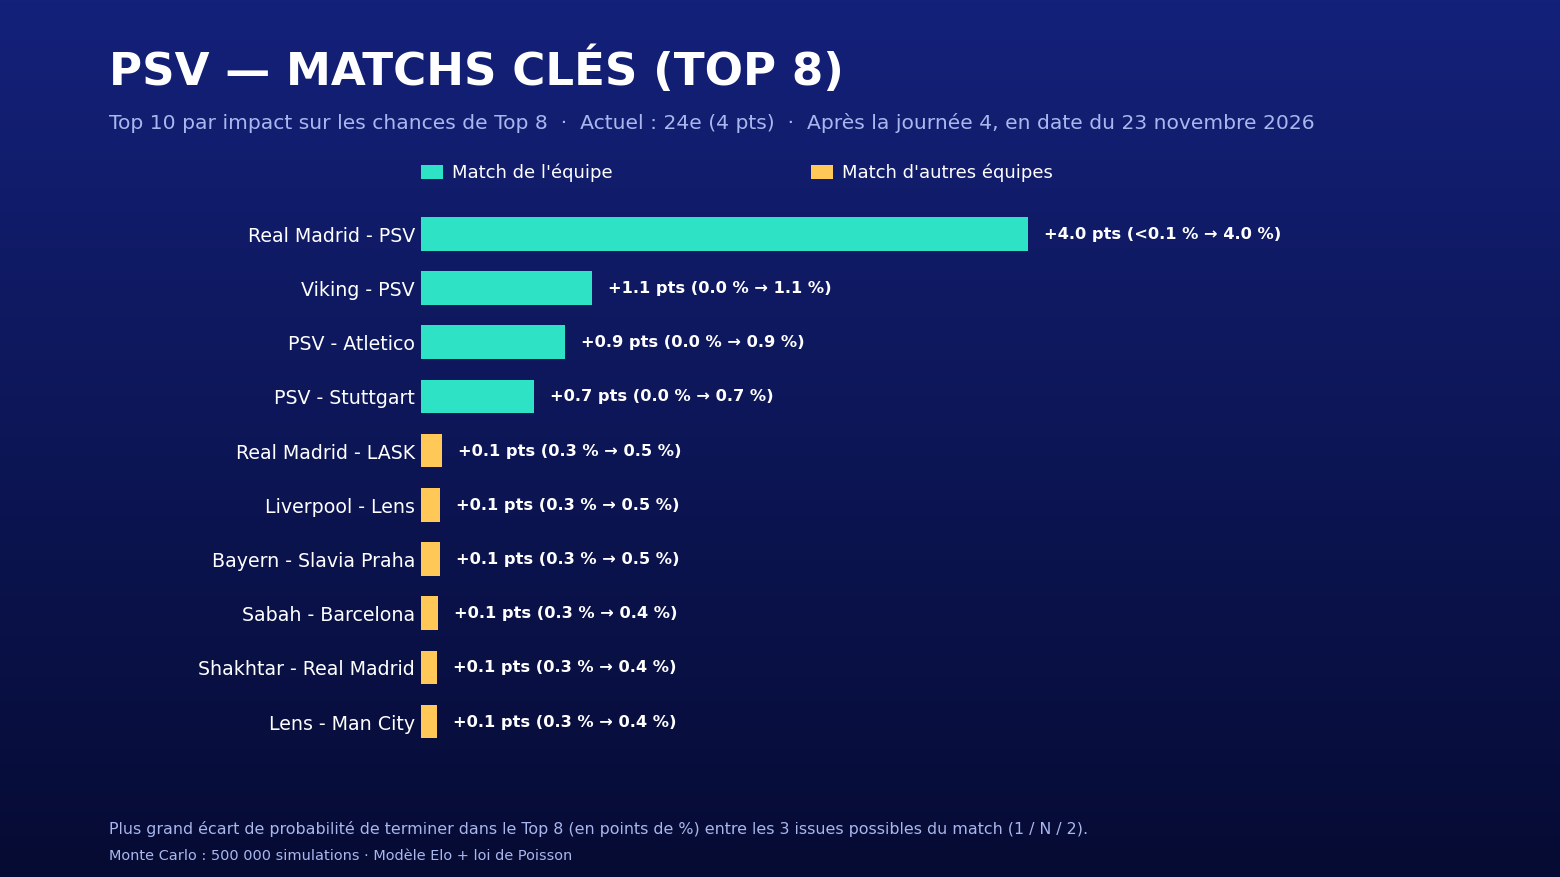 PSV — MATCHS CLÉS (TOP 8)
Top 10 par impact sur les chances de Top 8 · Actuel : 24e (4 pts) · Après la journée 4, en date du 23 novembre 2026
Match de l'équipe
Match d'autres équipes
Real Madrid - PSV +4.0 pts (<0.1 % → 4.0 %)
Viking - PSV +1.1 pts (0.0 % → 1.1 %)
PSV - Atletico +0.9 pts (0.0 % → 0.9 %)
PSV - Stuttgart +0.7 pts (0.0 % → 0.7 %)
Real Madrid - LASK +0.1 pts (0.3 % → 0.5 %)
Liverpool - Lens +0.1 pts (0.3 % → 0.5 %)
Bayern - Slavia Praha +0.1 pts (0.3 % → 0.5 %)
Sabah - Barcelona +0.1 pts (0.3 % → 0.4 %)
Shakhtar - Real Madrid +0.1 pts (0.3 % → 0.4 %)
Lens - Man City +0.1 pts (0.3 % → 0.4 %)
Plus grand écart de probabilité de terminer dans le Top 8 (en points de %) entre les 3 issues possibles du match (1 / N / 2).
Monte Carlo : 500 000 simulations · Modèle Elo + loi de Poisson